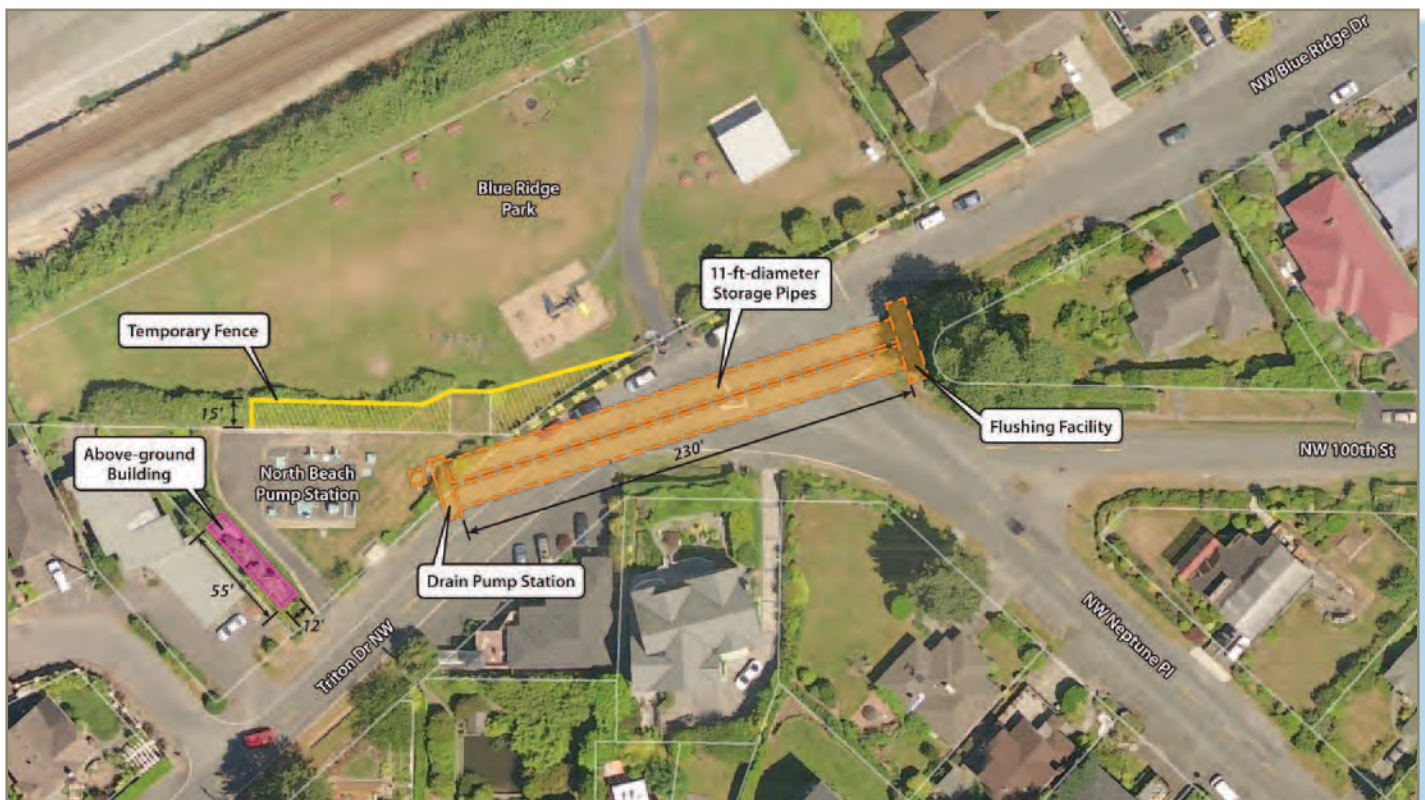 NW Blue Ridge Dr
Blue Ridge
Park
11-ft-diameter
Storage Pipes
Temporary Fence
15'
Above-ground
Building
North Beach
Pump Station
230'
Flushing Facility
NW 100th St
Drain Pump Station
55'
12'
Triton Dr NW
NW Neptune Pl